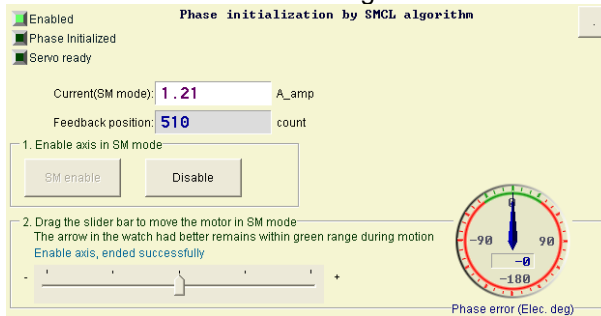 Phase initialization by SMCL algorithm
Enabled
Phase Initialized
Servo ready
Current(SM mode): 1.21 A_amp
Feedback position: 510 count
1. Enable axis in SM mode
SM enable Disable
2. Drag the slider bar to move the motor in SM mode
The arrow in the watch had better remains within green range during motion
Enable axis, ended successfully
- +
0
-90 90
-0
-180
Phase error (Elec. deg)